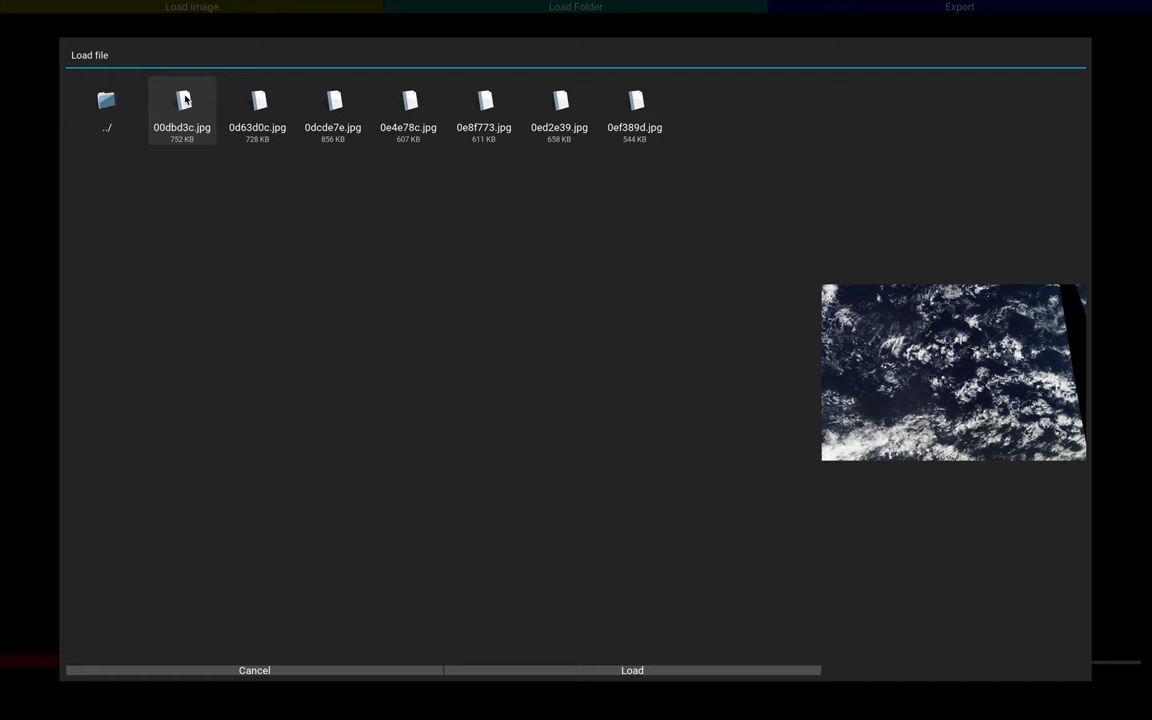 Load Image Load Folder Export
Load file
../ 00dbd3c.jpg 0d63d0c.jpg 0dcde7e.jpg 0e4e78c.jpg 0e8f773.jpg 0ed2e39.jpg 0ef389d.jpg
752 KB 728 KB 856 KB 607 KB 611 KB 658 KB 544 KB
Cancel Load